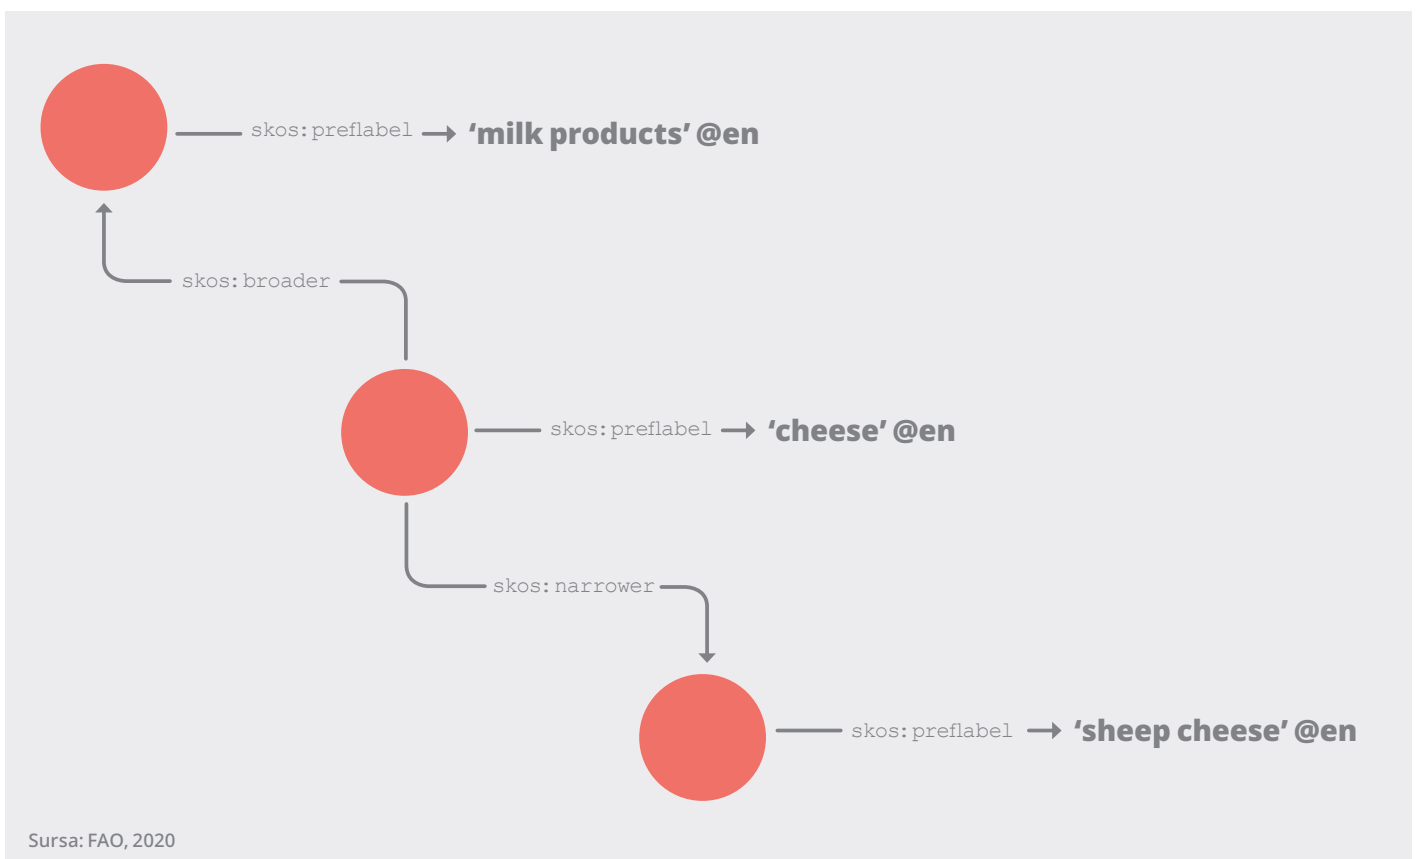 skos:preflabel ‘milk products’ @en
skos:broader
skos:preflabel ‘cheese’ @en
skos:narrower
skos:preflabel ‘sheep cheese’ @en
Sursa: FAO, 2020